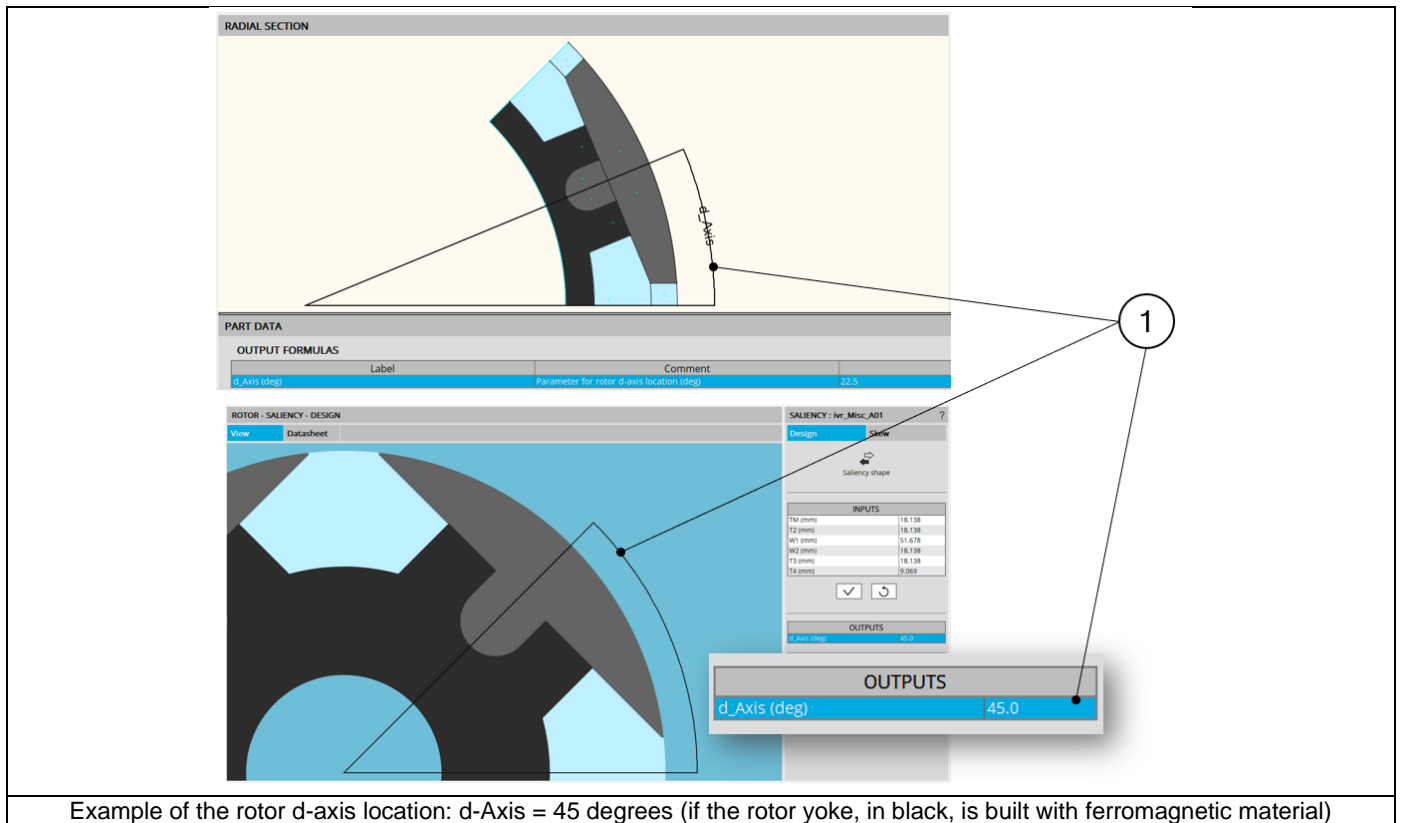 RADIAL SECTION
d_Axis
PART DATA
OUTPUT FORMULAS
Label Comment
d_Axis (deg) Parameter for rotor d-axis location (deg) 22.5
1
ROTOR - SALIENCY - DESIGN
View Datasheet
SALIENCY : ivr_Misc_A01 ?
Design Skew
Saliency shape
INPUTS
TM (mm) 18.138
T2 (mm) 18.138
W1 (mm) 51.678
W2 (mm) 18.138
T3 (mm) 18.138
T4 (mm) 9.069
OUTPUTS
d_Axis (deg) 45.0
OUTPUTS
d_Axis (deg) 45.0
Example of the rotor d-axis location: d-Axis = 45 degrees (if the rotor yoke, in black, is built with ferromagnetic material)